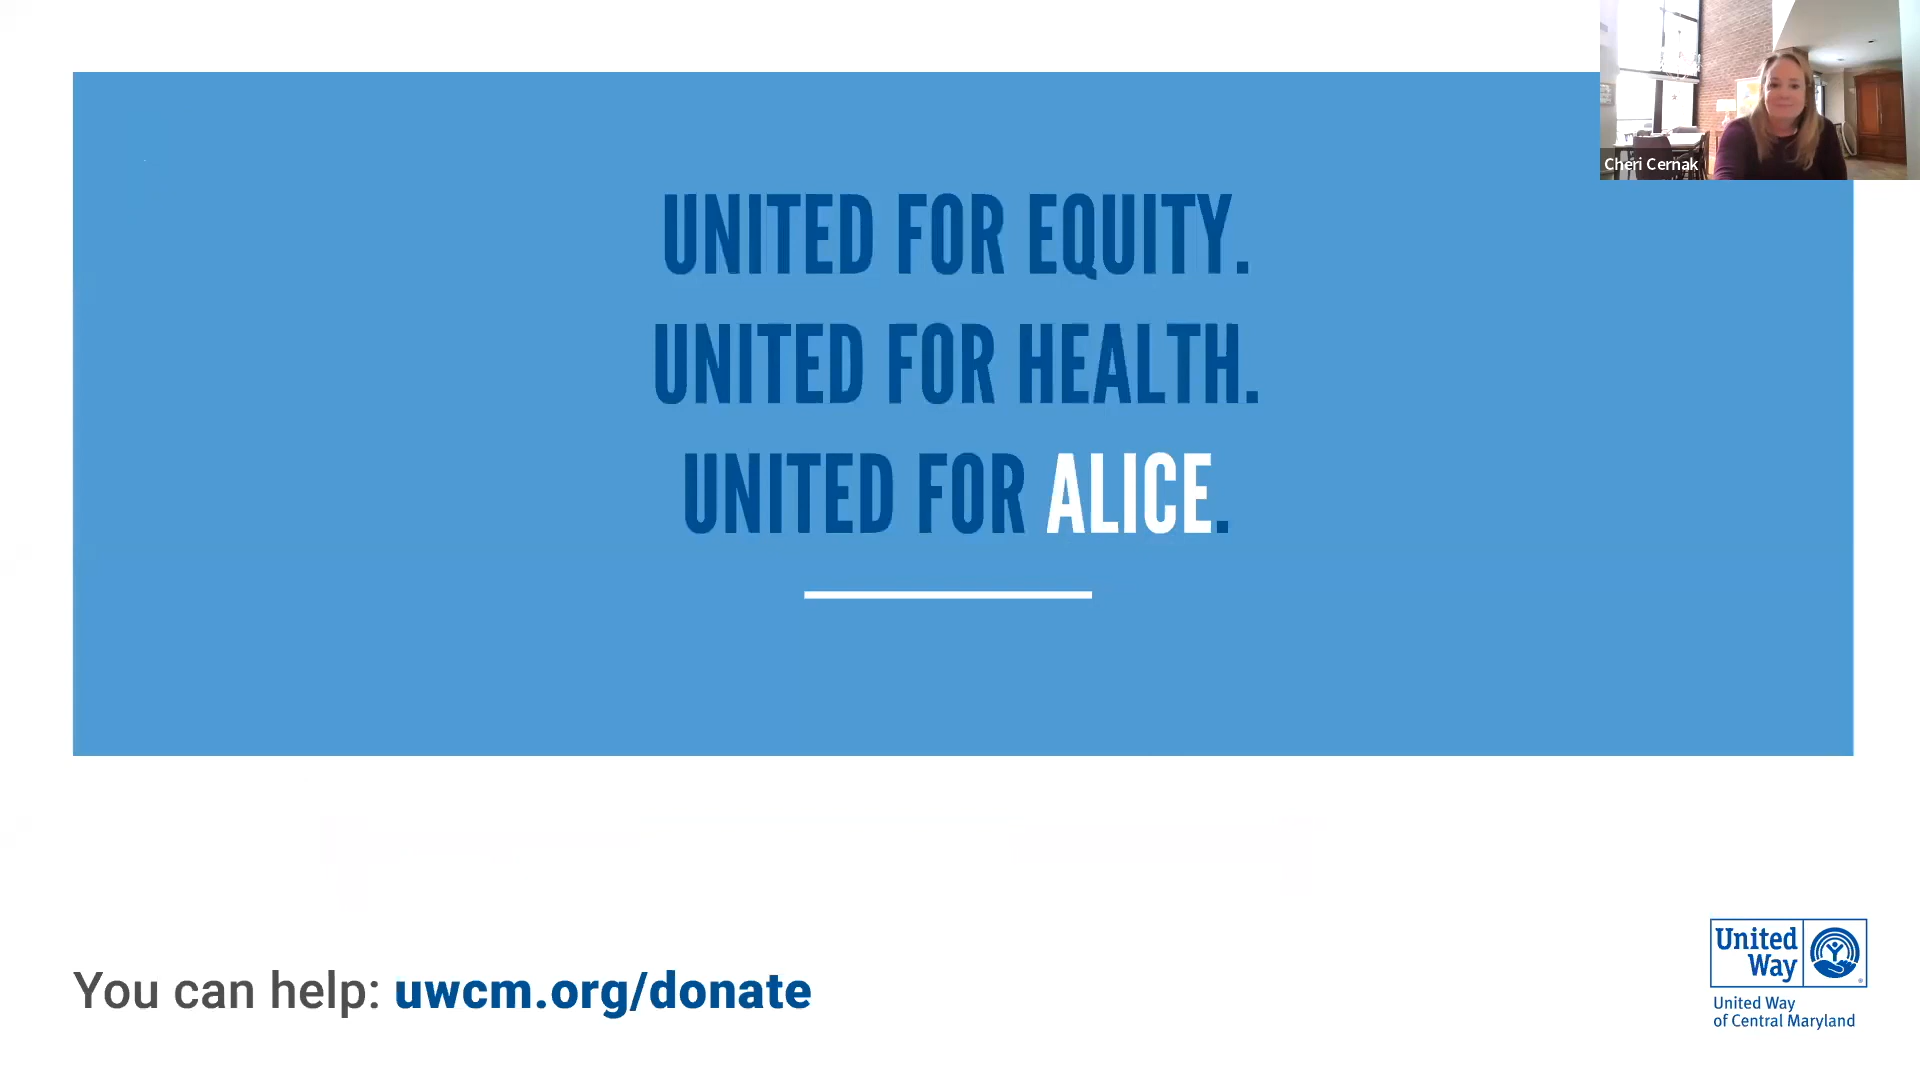 Cheri Cernak
UNITED FOR EQUITY.
UNITED FOR HEALTH.
UNITED FOR ALICE.
You can help: uwcm.org/donate
United
Way
United Way
of Central Maryland